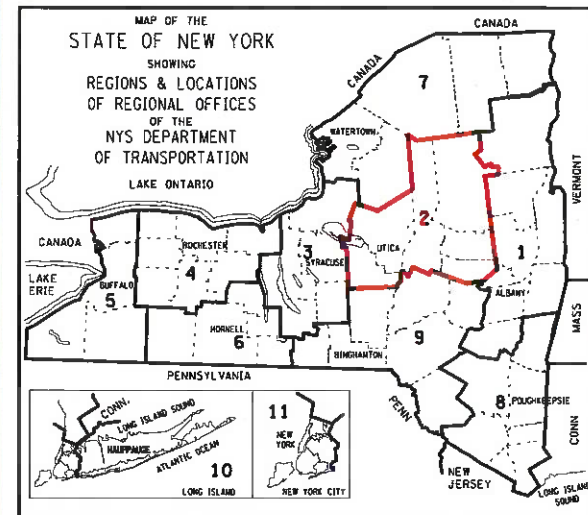 MAP OF THE
STATE OF NEW YORK
SHOWING
REGIONS & LOCATIONS
OF REGIONAL OFFICES
OF THE
NYS DEPARTMENT
OF TRANSPORTATION
LAKE ONTARIO
CANADA
CANADA
7
WATERTOWN
VERMONT
2
UTICA
1
ALBANY
CANADA
ROCHESTER
4
3
SYRACUSE
LAKE
ERIE
BUFFALO
5
HORNELL
6
BINGHAMTON
9
MASS
PENNSYLVANIA
PENN
8
POUGHKEEPSIE
CONN
NEW
JERSEY
LONG ISLAND
SOUND
CONN.
LONG ISLAND SOUND
HAUPPAUGE
ATLANTIC OCEAN
10
LONG ISLAND
11
NEW
YORK
NEW YORK CITY